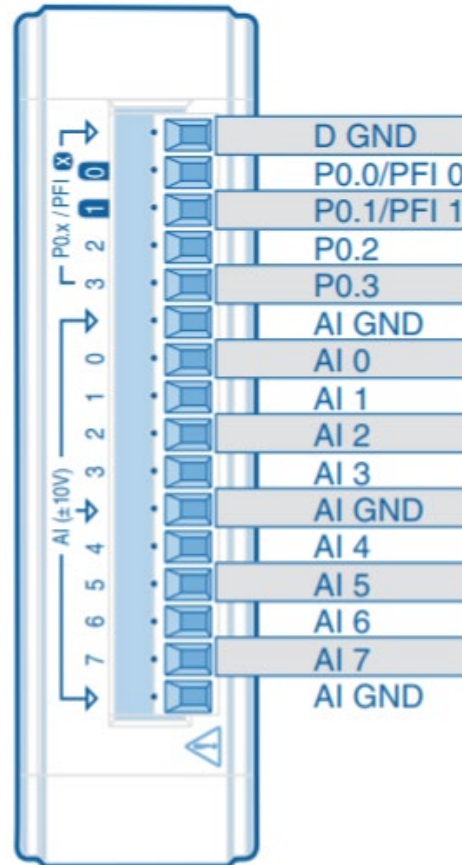 D GND
P0.0/PFI 0
P0.1/PFI 1
P0.2
P0.3
AI GND
AI 0
AI 1
AI 2
AI 3
AI GND
AI 4
AI 5
AI 6
AI 7
AI GND
P0.x / PFI X
0
1
2
3
AI (±10V)
0
1
2
3
4
5
6
7